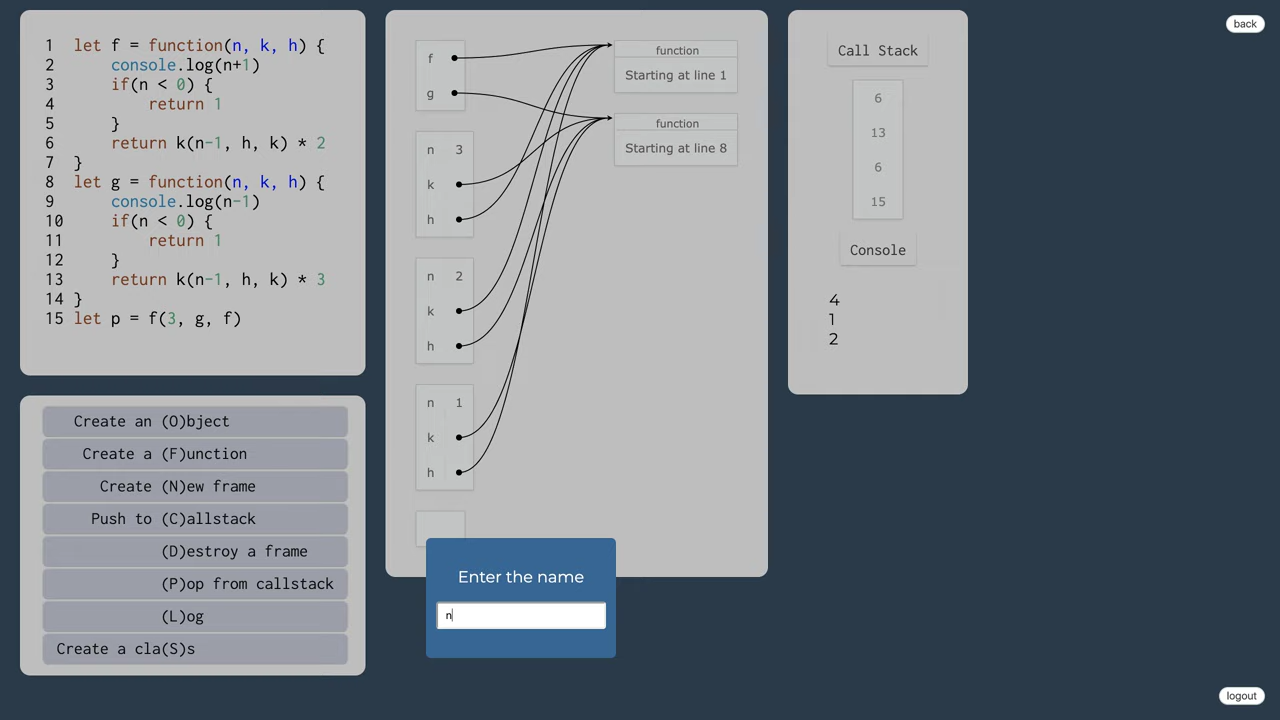 back
1 let f = function(n, k, h) {
2 console.log(n+1)
3 if(n < 0) {
4 return 1
5 }
6 return k(n-1, h, k) * 2
7 }
8 let g = function(n, k, h) {
9 console.log(n-1)
10 if(n < 0) {
11 return 1
12 }
13 return k(n-1, h, k) * 3
14 }
15 let p = f(3, g, f)
Create an (O)bject
Create a (F)unction
Create (N)ew frame
Push to (C)allstack
(D)estroy a frame
(P)op from callstack
(L)og
Create a cla(S)s
f
g
n 3
k
h
n 2
k
h
n 1
k
h
function
Starting at line 1
function
Starting at line 8
Enter the name
n
Call Stack
6
13
6
15
Console
4
1
2
logout